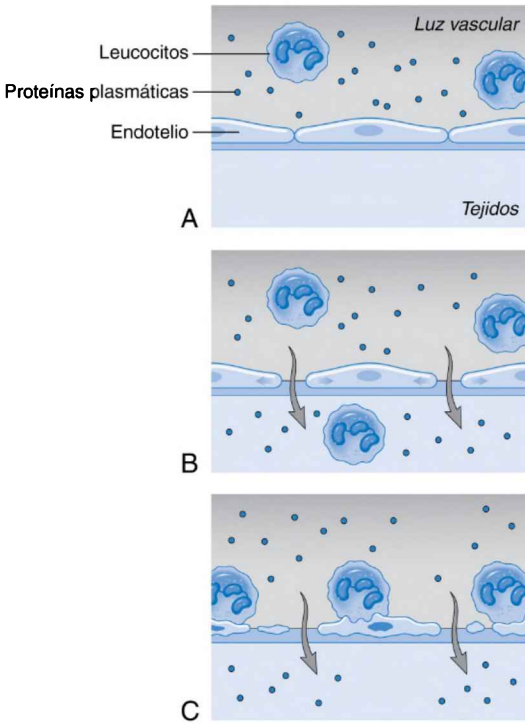 Luz vascular
Leucocitos
Proteínas plasmáticas
Endotelio
Tejidos
A
B
C